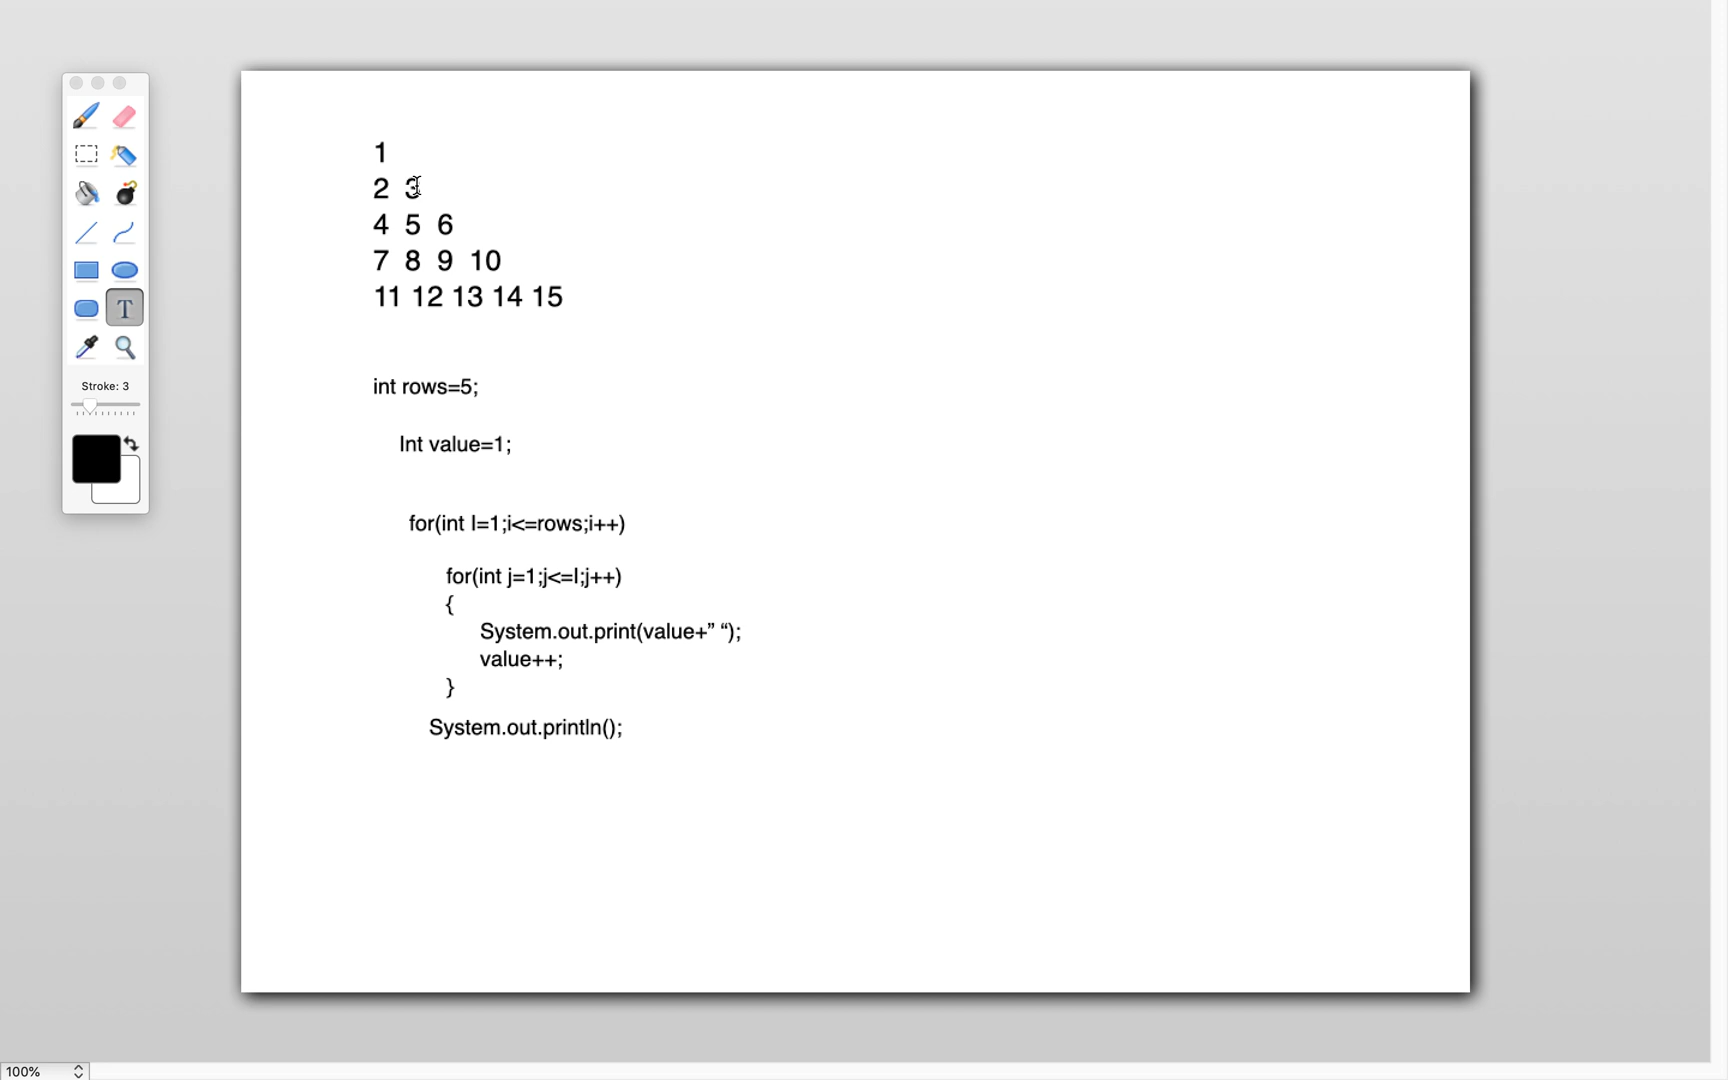 1
2 3
4 5 6
7 8 9 10
11 12 13 14 15
int rows=5;
Int value=1;
for(int I=1;i<=rows;i++)
for(int j=1;j<=I;j++)
{
System.out.print(value+” “);
value++;
}
System.out.println();
T
Stroke: 3
100%